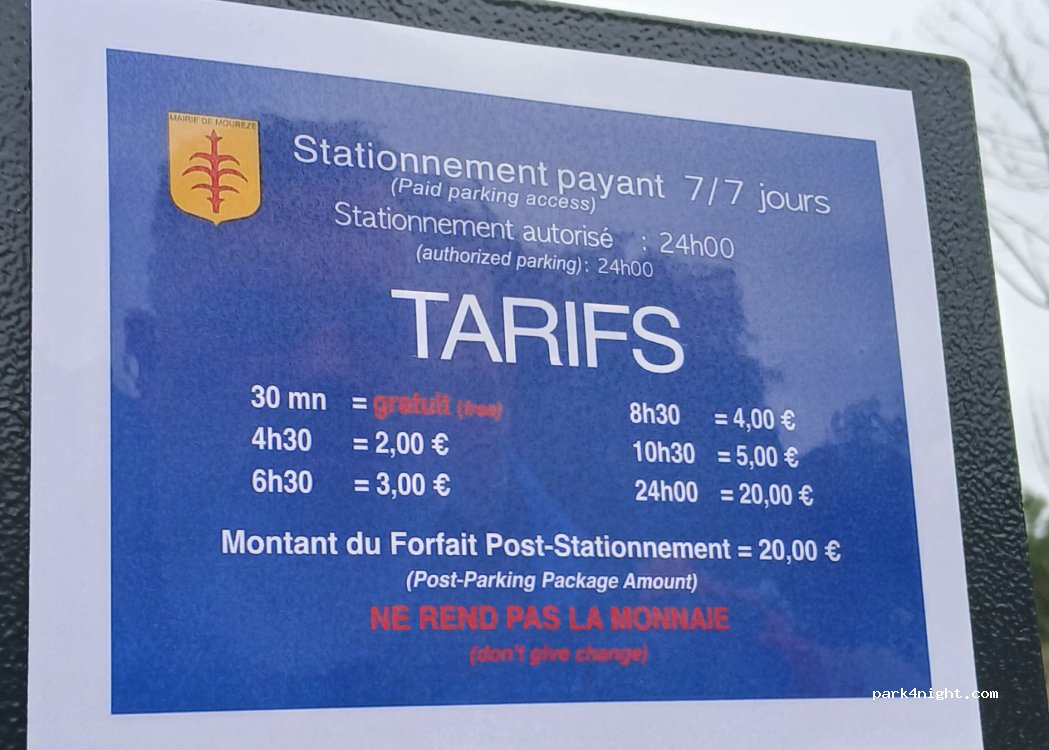 MAIRIE DE MOURÈZE
Stationnement payant 7/7 jours
(Paid parking access)
Stationnement autorisé : 24h00
(authorized parking) : 24h00
TARIFS
30 mn = gratuit (free)
4h30 = 2,00 €
6h30 = 3,00 €
8h30 = 4,00 €
10h30 = 5,00 €
24h00 = 20,00 €
Montant du Forfait Post-Stationnement = 20,00 €
(Post-Parking Package Amount)
NE REND PAS LA MONNAIE
(don't give change)
park4night.com